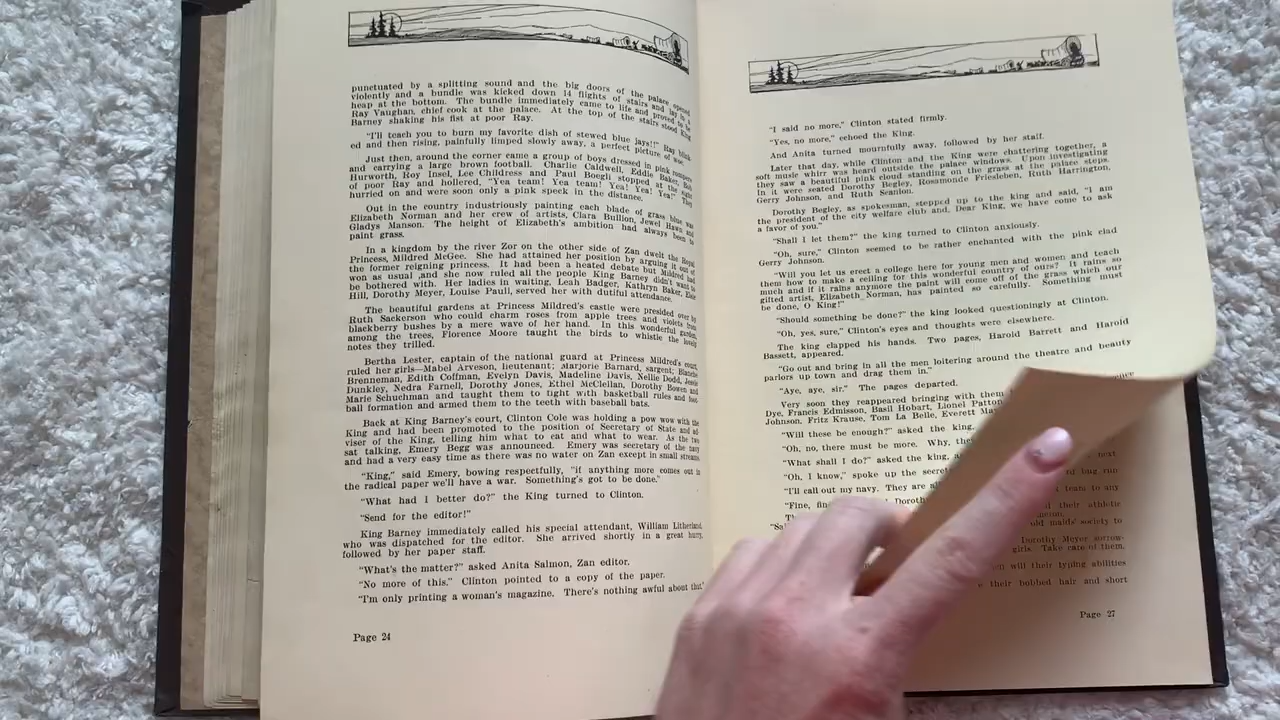 punctuated by a splitting sound and the big doors of the palace opened
violently and a bundle was kicked down 14 flights of stairs and lay in a
heap at the bottom. The bundle immediately came to life and proved to be
Ray Vaughan, chief cook at the palace. At the top of the stairs stood King
Barney shaking his fist at poor Ray.
"I'll teach you to burn my favorite dish of stewed blue jays!!" Ray blink
ed and then rising, painfully limped slowly away, a perfect picture of woe.
Just then, around the corner came a group of boys dressed in pink rompers
and carrying a large brown football. Charlie Caldwell, Eddie Baker, Bob
Hurworth, Roy Insel, Lee Childress and Paul Boegli stopped at the sight
of poor Ray and hollered, "Yea team! Yea team! Yea! Yea! Yea!" They
hurried on and were soon only a pink speck in the distance.
Out in the country industriously painting each blade of grass blue was
Elizabeth Norman and her crew of artists, Clara Bullion, Jewel Hawn and
Gladys Manson. The height of Elizabeth's ambition had always been to
paint grass.
In a kingdom by the river Zor on the other side of Zan dwelt the Royal
Princess, Mildred McGee. She had attained her position by arguing it out of
the former reigning princess. It had been a heated debate but Mildred had
won as usual and she now ruled all the people King Barney didn't want to
be bothered with. Her ladies in waiting, Leah Badger, Kathryn Baker, Elsie
Hill, Dorothy Meyer, Louise Paull, served her with dutiful attendance.
The beautiful gardens at Princess Mildred's castle were presided over by
Ruth Sackerson who could charm roses from apple trees and violets from
blackberry bushes by a mere wave of her hand. In this wonderful garden,
among the trees, Florence Moore taught the birds to whistle the lovely
notes they trilled.
Bertha Lester, captain of the national guard at Princess Mildred's court,
ruled her girls—Mabel Arveson, lieutenant; Marjorie Barnard, sargent; Blanche
Brenneman, Edith Coffman, Evelyn Davis, Madeline Davis, Nellie Dodd, Jessie
Dunkley, Nedra Farnell, Dorothy Jones, Ethel McClellan, Dorothy Bowen and
Marie Schuchman and taught them to tight with basketball rules and foot
ball formation and armed them to the teeth with baseball bats.
Back at King Barney's court, Clinton Cole was holding a pow wow with the
King and had been promoted to the position of Secretary of State and ad-
viser of the King, telling him what to eat and what to wear. As the two
sat talking, Emery Begg was announced. Emery was secretary of the navy
and had a very easy time as there was no water on Zan except in small streams.
"King," said Emery, bowing respectfully, "if anything more comes out in
the radical paper we'll have a war. Something's got to be done."
"What had I better do?" the King turned to Clinton.
"Send for the editor!"
King Barney immediately called his special attendant, William Litherland,
who was dispatched for the editor. She arrived shortly in a great hurry,
followed by her paper staff.
"What's the matter?" asked Anita Salmon, Zan editor.
"No more of this." Clinton pointed to a copy of the paper.
"I'm only printing a woman's magazine. There's nothing awful about that"
Page 24
"I said no more," Clinton stated firmly.
"Yes, no more," echoed the King.
And Anita turned mournfully away, followed by her staff.
Later that day, while Clinton and the King were chattering together, a
soft music whirr was heard outside the palace windows. Upon investigating
they saw a beautiful pink cloud standing on the grass at the palace steps.
In it were seated Dorothy Begley, Rosamonde Friesleben, Ruth Harrington,
Gerry Johnson, and Ruth Scanlon.
Dorothy Begley, as spokesman, stepped up to the king and said, "I am
the president of the city welfare club and, Dear King, we have come to ask
a favor of you."
"Shall I let them?" the king turned to Clinton anxiously.
"Oh, sure," Clinton seemed to be rather enchanted with the pink clad
Gerry Johnson.
"Will you let us erect a college here for young men and women and teach
them how to make a ceiling for this wonderful country of ours? It rains so
much and if it rains anymore the paint will come off of the grass which our
gifted artist, Elizabeth Norman, has painted so carefully. Something must
be done, O King!"
"Should something be done?" the king looked questioningly at Clinton.
"Oh, yes, sure," Clinton's eyes and thoughts were elsewhere.
The king clapped his hands. Two pages, Harold Barrett and Harold
Bassett, appeared.
"Go out and bring in all the men loitering around the theatre and beauty
parlors up town and drag them in."
"Aye, aye, sir." The pages departed.
Very soon they reappeared bringing with them
Dye, Francis Edmisson, Basil Hobart, Lionel Patton
Johnson, Fritz Krause, Tom La Belle, Everett
"Will these be enough?" asked the king,
"Oh, no, there must be more. Why,
"What shall I do?" asked the king,
next
"Oh, I know," spoke up the
of
run
"I'll call out my navy. They are
team to any
"Fine,
their athletic
old maids' society to
Dorothy Meyer
girls. Take care of them.
will their typing abilities
their bobbed hair and short
Page 27